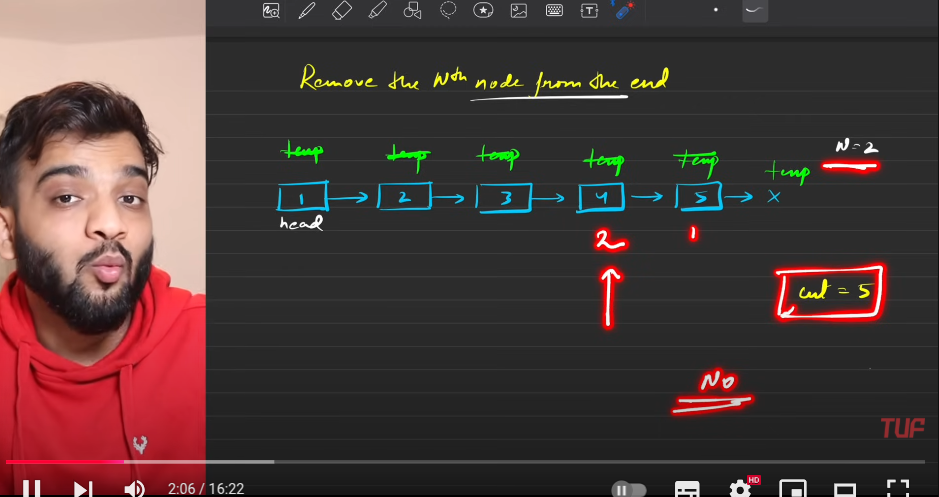 Remove the Nth node from the end
N=2
temp temp temp temp temp temp
1 2 3 4 5 x
head
2 1
cnt = 5
No
TUF
2:06 / 16:22 HD